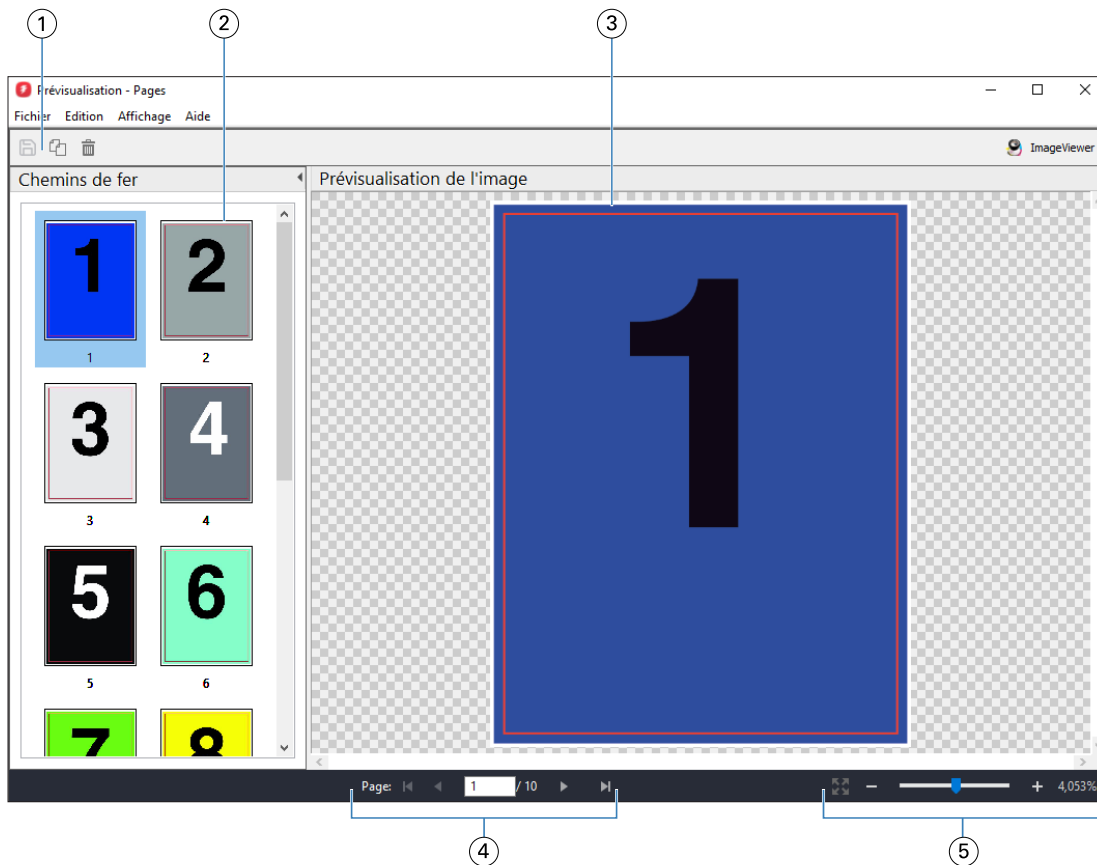 1 2 3
Prévisualisation - Pages
Fichier Edition Affichage Aide
ImageViewer
Chemins de fer
Prévisualisation de l'image
1 2
1 2
3 4
3 4
5 6
5 6
7 8
1
Page: 1 / 10
4,053%
4 5